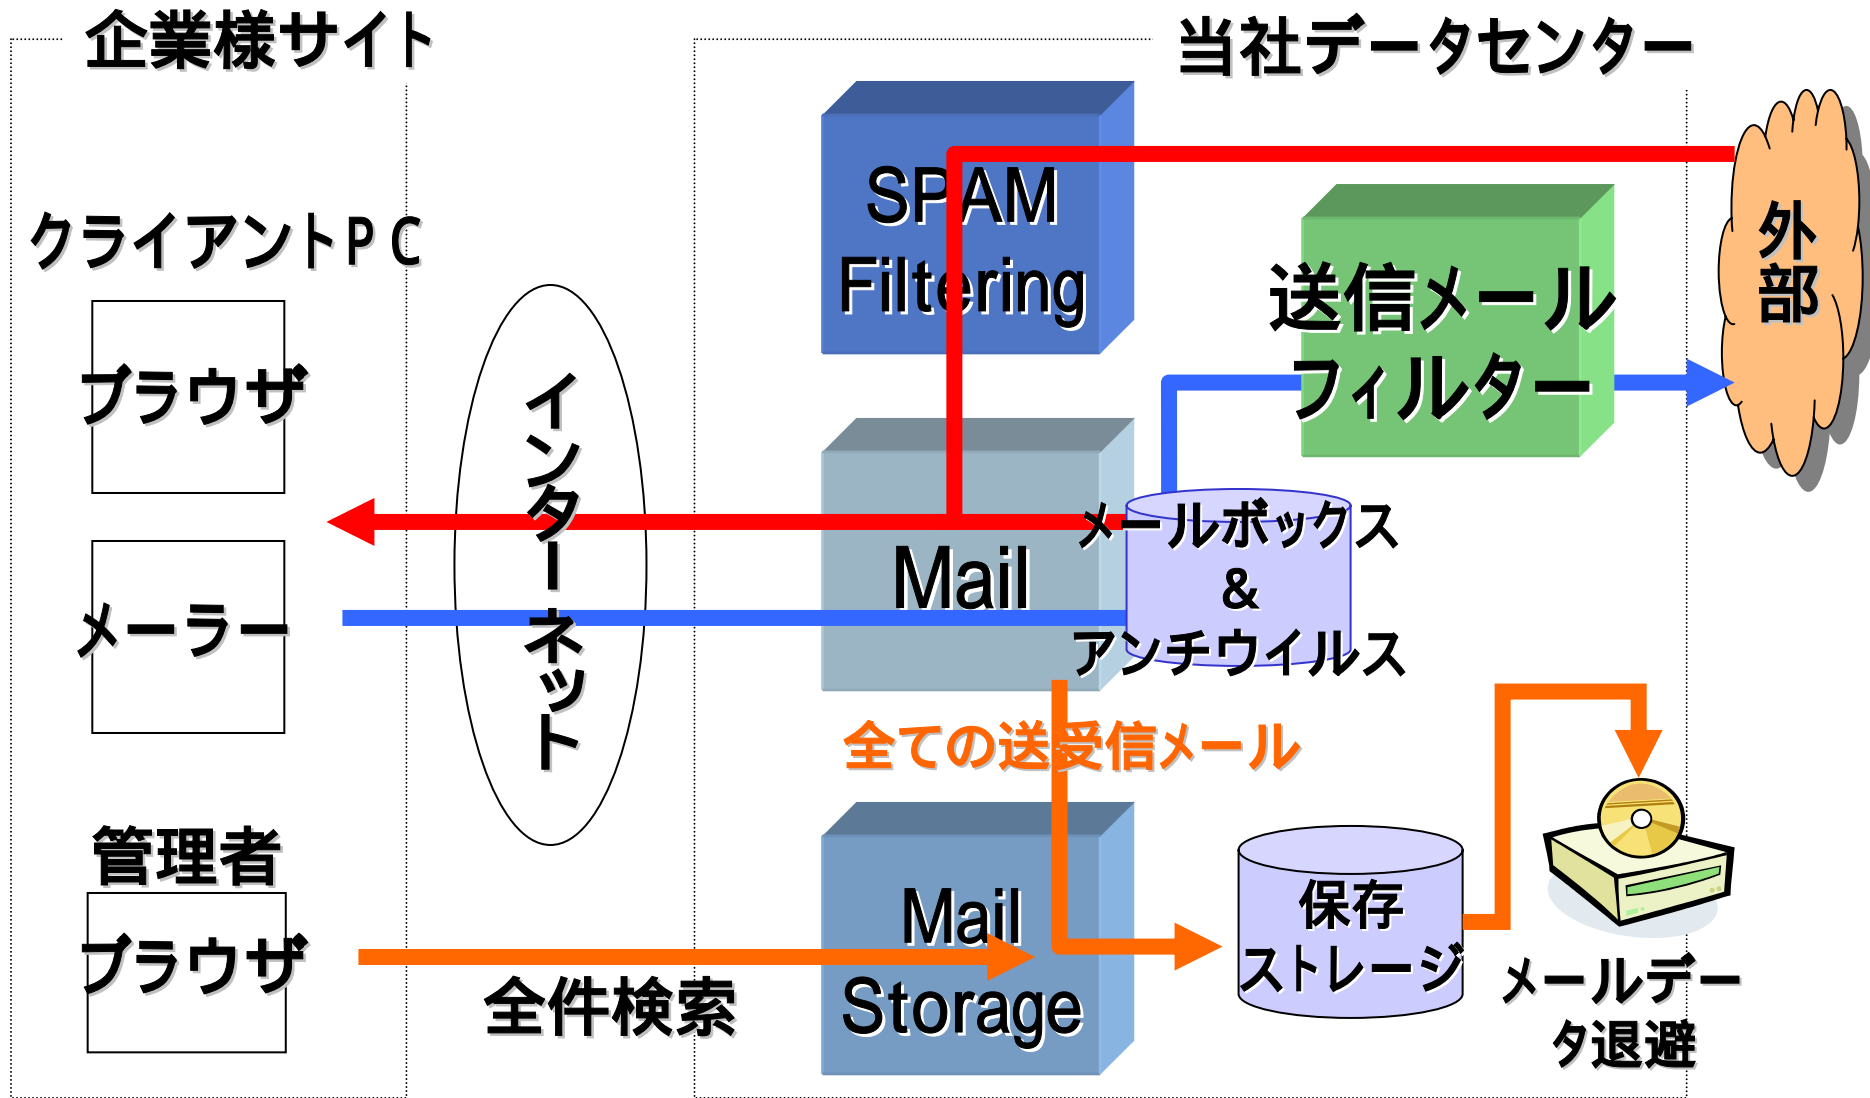 企業様サイト
当社データセンター
クライアントＰＣ
ブラウザ
メーラー
管理者
ブラウザ
インターネット
全件検索
SPAM
Filtering
Mail
メールボックス
&
アンチウイルス
送信メール
フィルター
外部
全ての送受信メール
Mail
Storage
保存
ストレージ
メールデー
タ退避